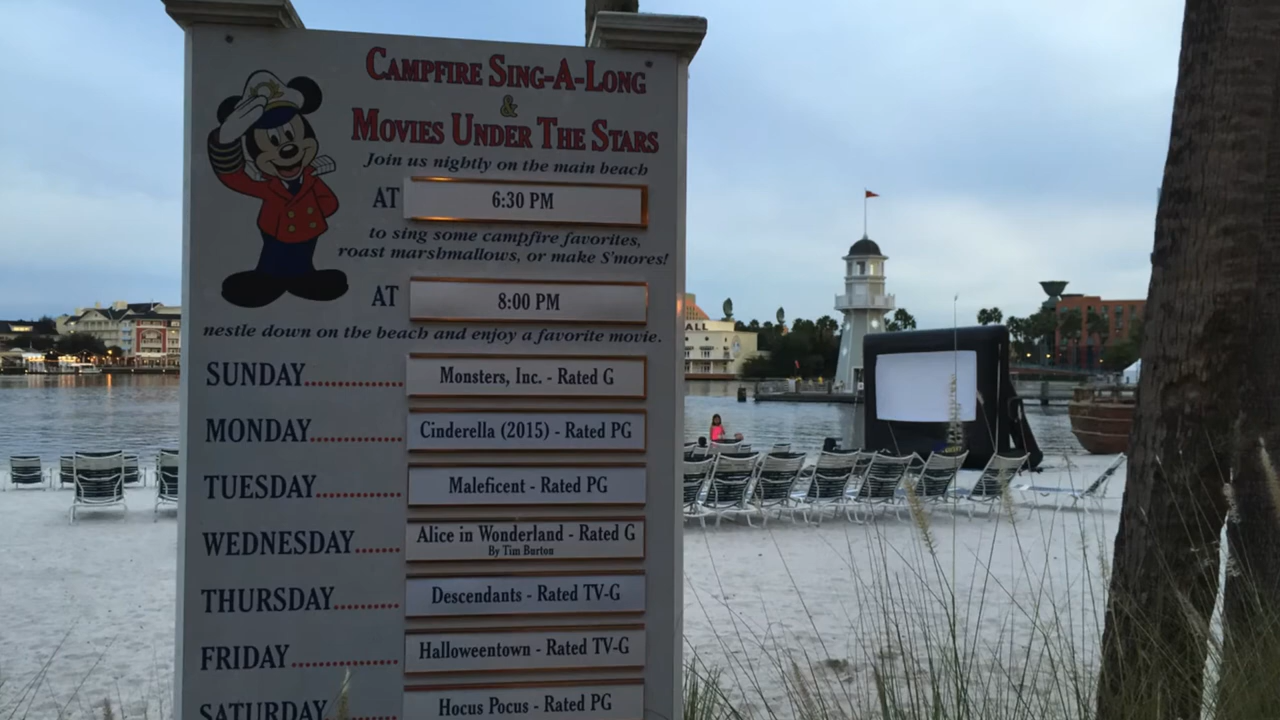 CAMPFIRE SING-A-LONG*
&
MOVIES UNDER THE STARS
Join us nightly on the main beach
AT 6:30 PM
to sing some campfire favorites,
roast marshmallows, or make S'mores!
AT 8:00 PM
nestle down on the beach and enjoy a favorite movie.
SUNDAY.................. Monsters, Inc. - Rated G
MONDAY................. Cinderella (2015) - Rated PG
TUESDAY................ Maleficent - Rated PG
WEDNESDAY........ Alice in Wonderland - Rated G
By Tim Burton
THURSDAY............ Descendants - Rated TV-G
FRIDAY.................... Halloweentown - Rated TV-G
SATURDAY............. Hocus Pocus - Rated PG
ALL